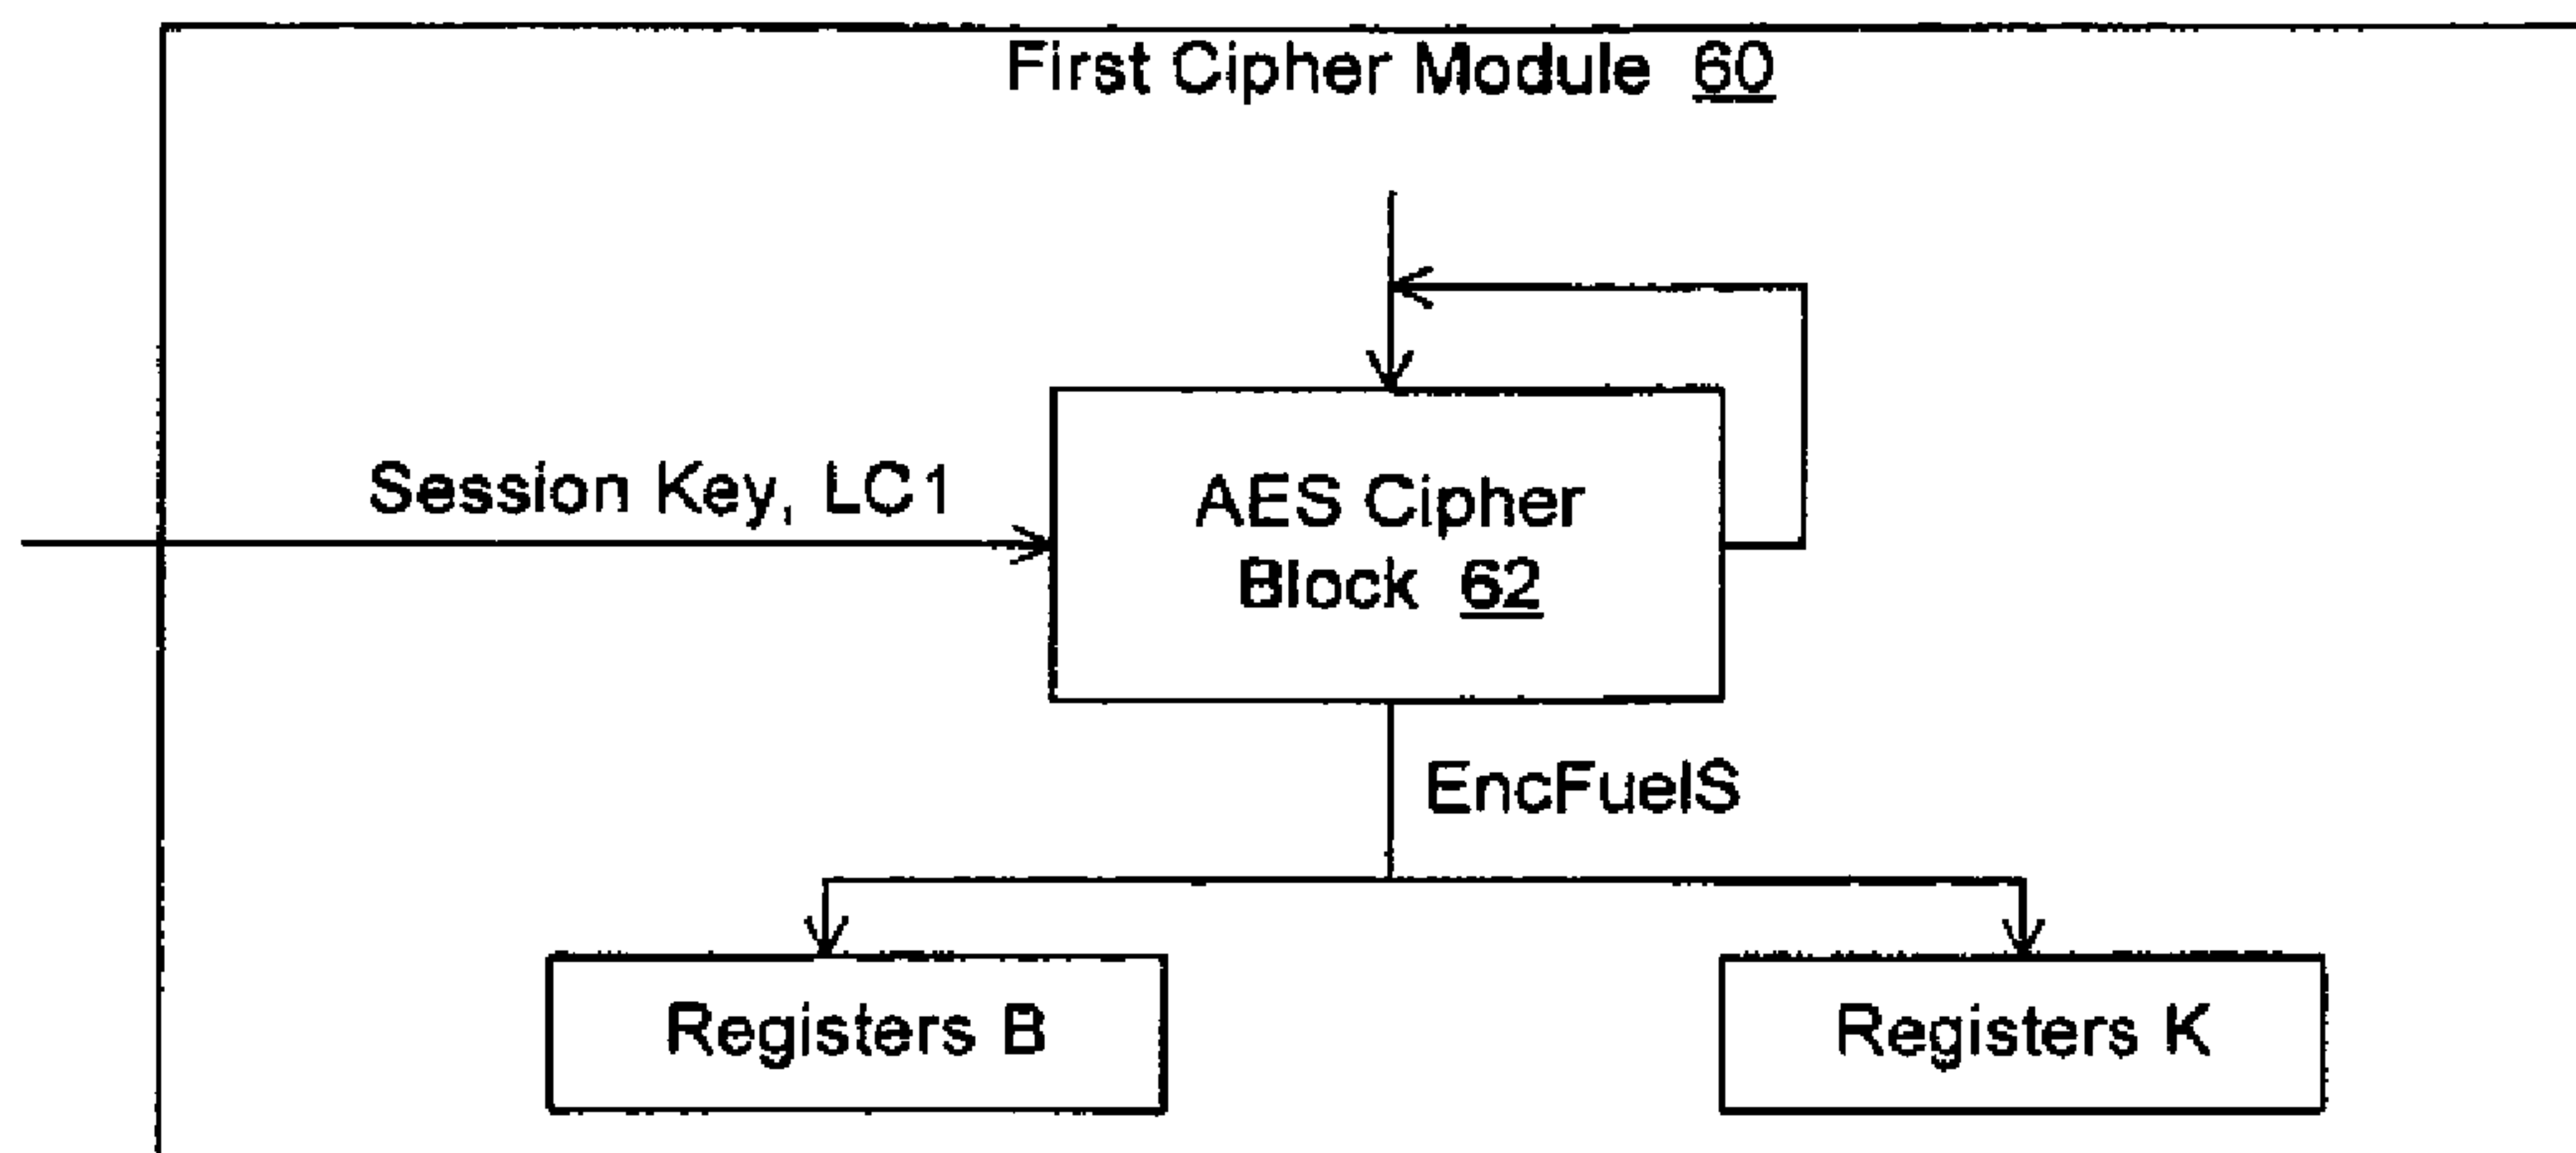 First Cipher Module 60
Session Key, LC1
AES Cipher
Block 62
EncFuelS
Registers B
Registers K